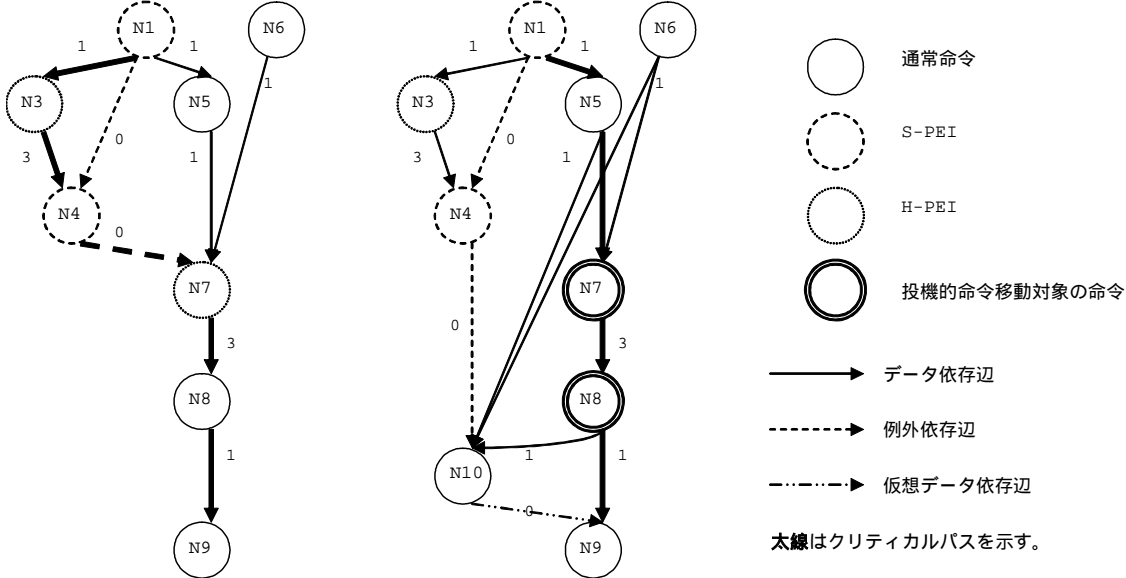 N1
N6
1
1
N3
N5
1
0
3
1
N4
0
N7
3
N8
1
N9
N1
N6
1
1
1
N3
N5
0
3
1
N4
N7
0
3
N8
1
1
N10
0
N9
通常命令
S-PEI
H-PEI
投機的命令移動対象の命令
データ依存辺
例外依存辺
仮想データ依存辺
太線はクリティカルパスを示す。